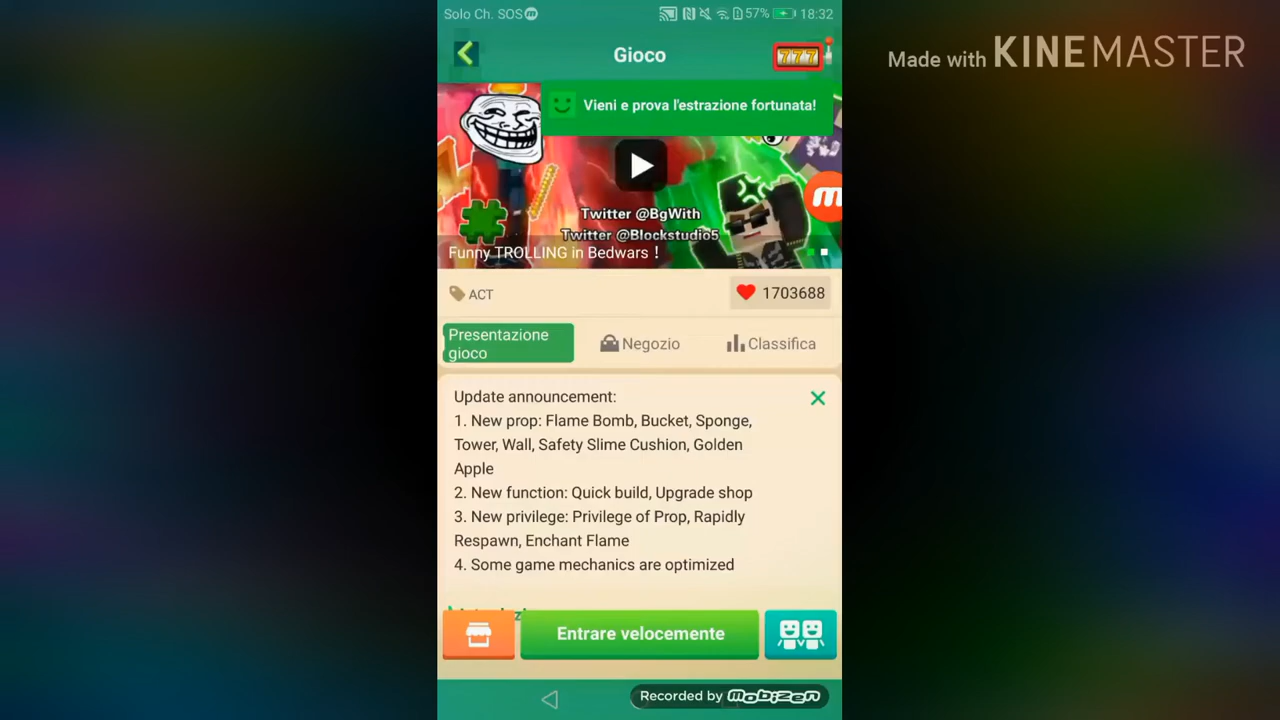 Solo Ch. SOS
57% 18:32
Made with KINEMASTER
Gioco
777
Vieni e prova l'estrazione fortunata!
Twitter @BgWith
Twitter @Blockstudio5
Funny TROLLING in Bedwars !
ACT
1703688
Presentazione
gioco
Negozio
Classifica
Update announcement:
1. New prop: Flame Bomb, Bucket, Sponge,
Tower, Wall, Safety Slime Cushion, Golden
Apple
2. New function: Quick build, Upgrade shop
3. New privilege: Privilege of Prop, Rapidly
Respawn, Enchant Flame
4. Some game mechanics are optimized
Entrare velocemente
Recorded by mobizen